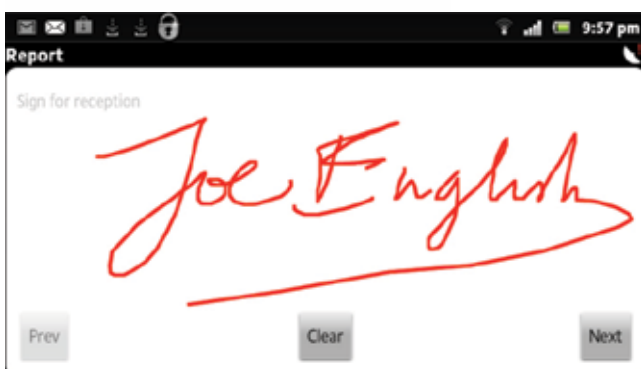 9:57 pm
Report
Sign for reception
Joe English
Prev Clear Next